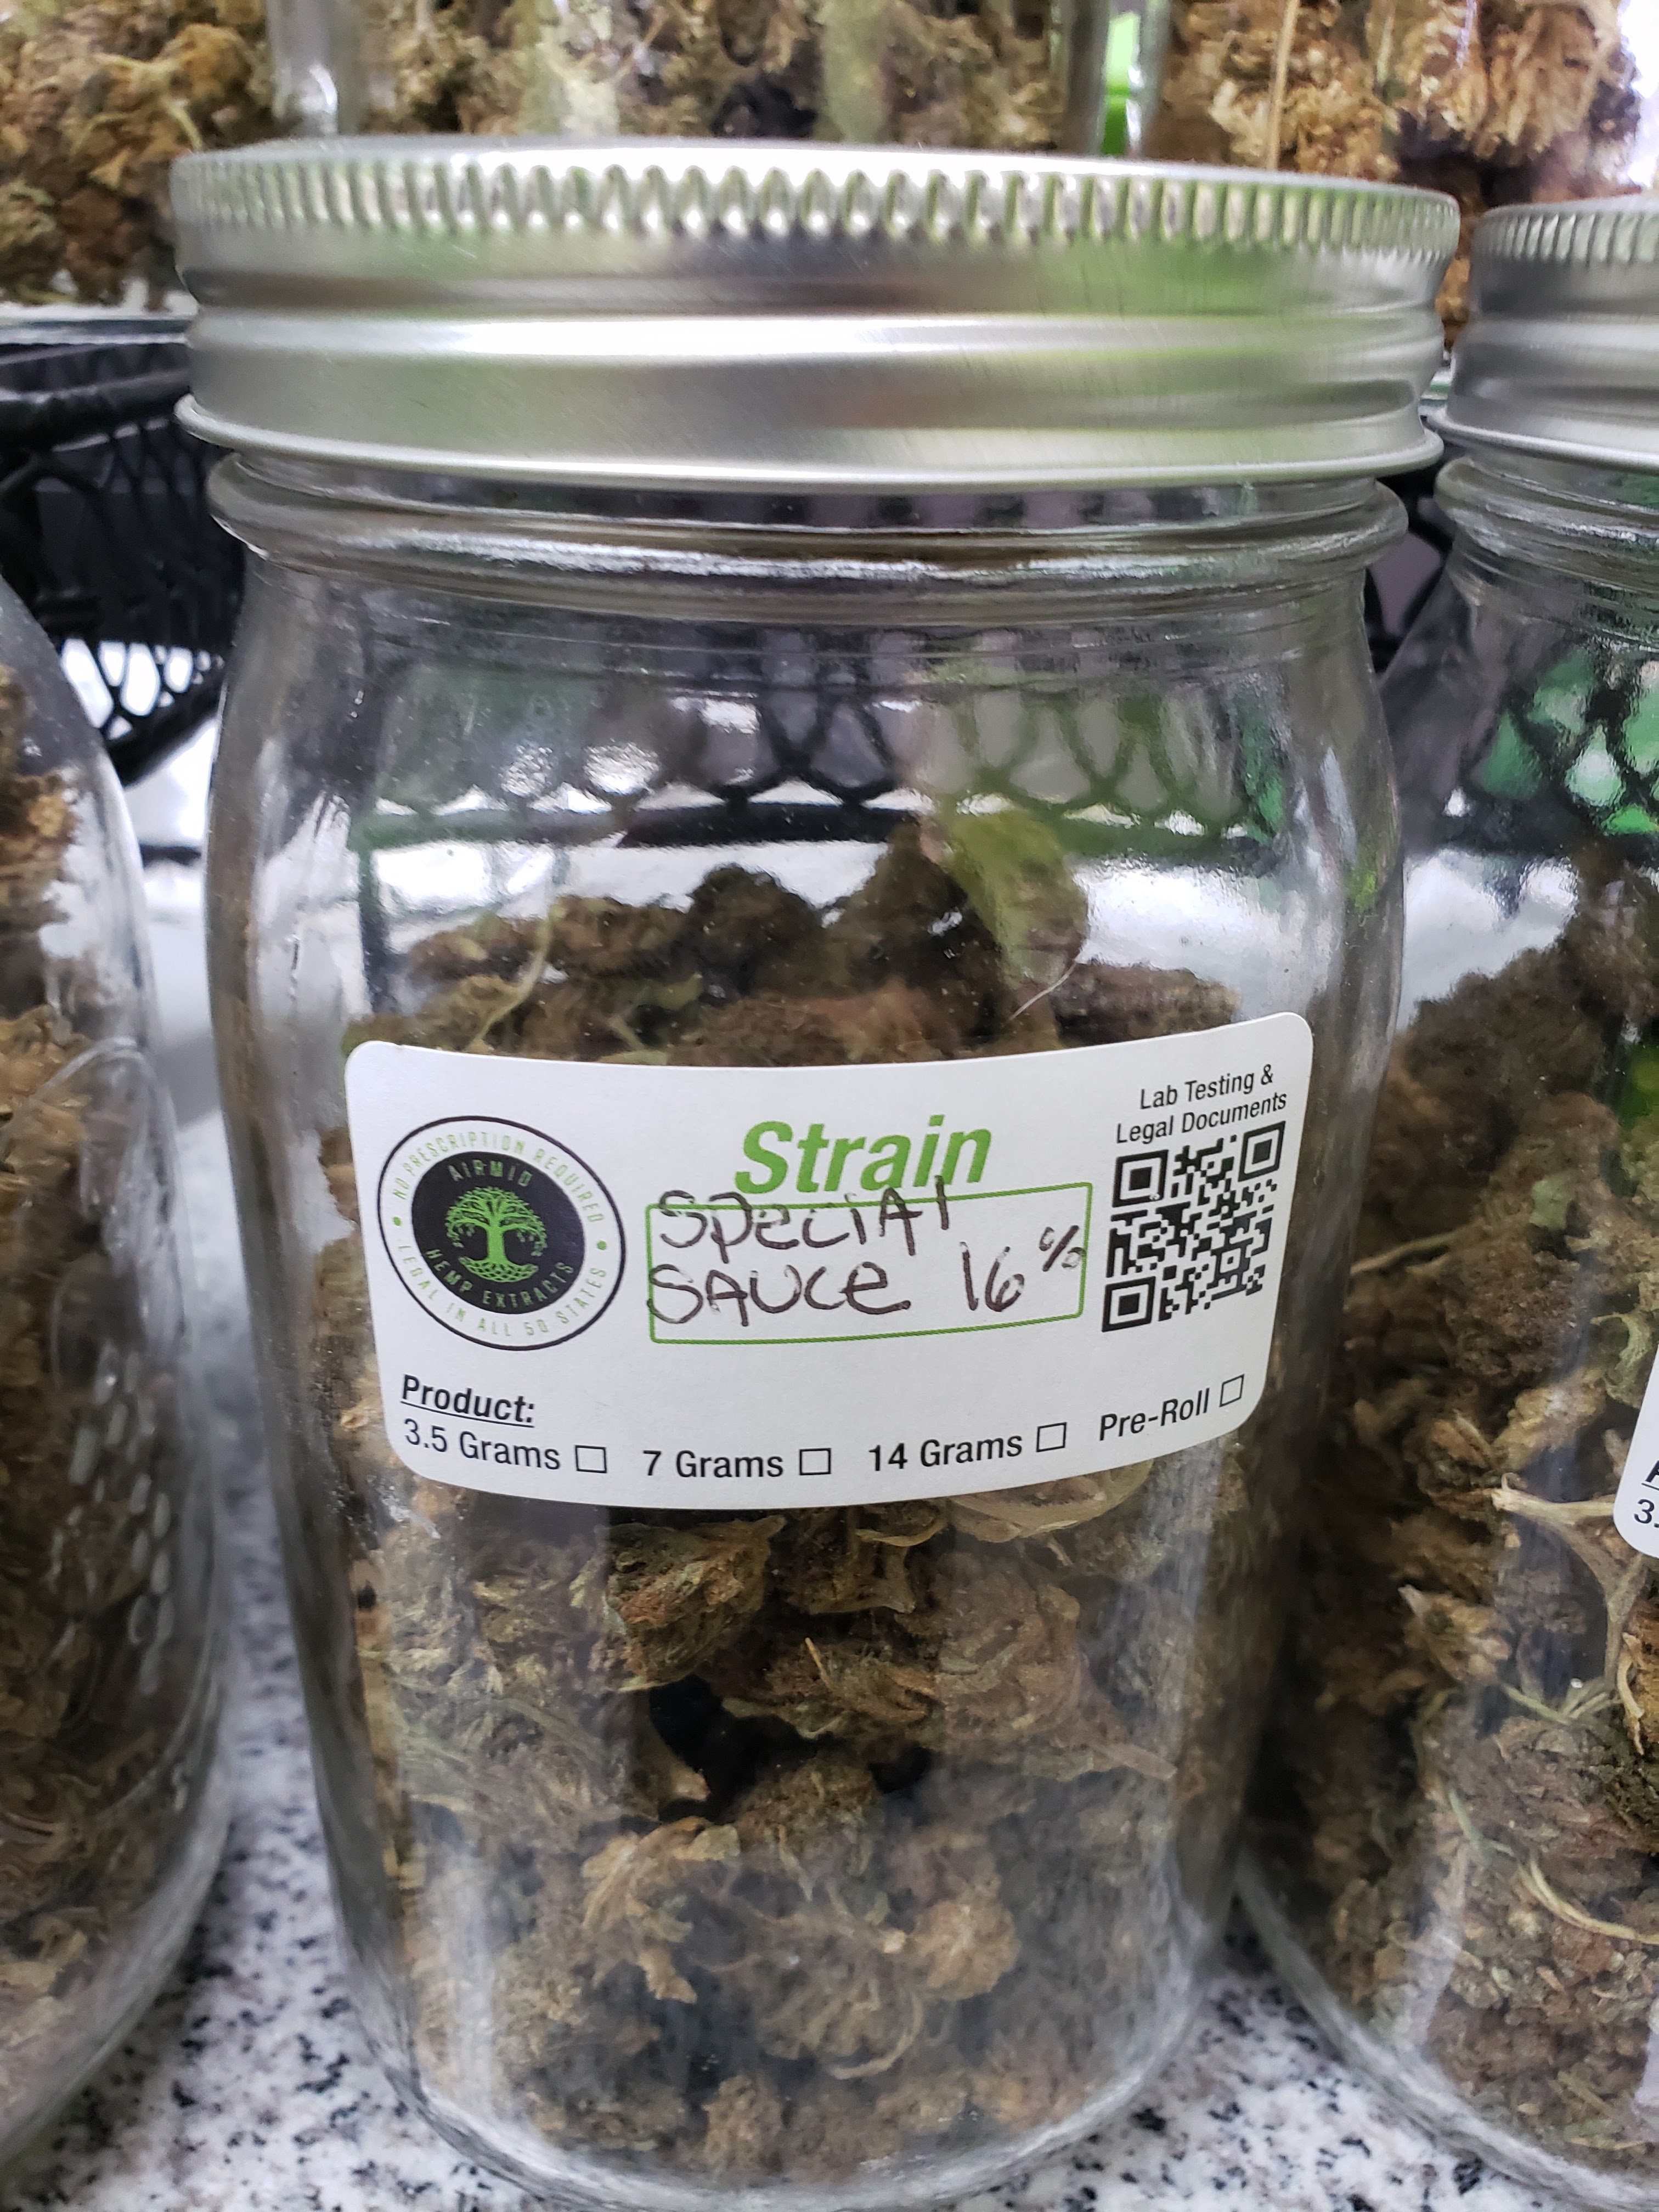 NO PRESCRIPTION REQUIRED
AIRMID
HEMP EXTRACTS
• LEGAL IN ALL 50 STATES •
Strain
SpeciAl
SAUce 16%
Lab Testing &
Legal Documents
Product:
3.5 Grams ☐ 7 Grams ☐ 14 Grams ☐ Pre-Roll ☐
3.